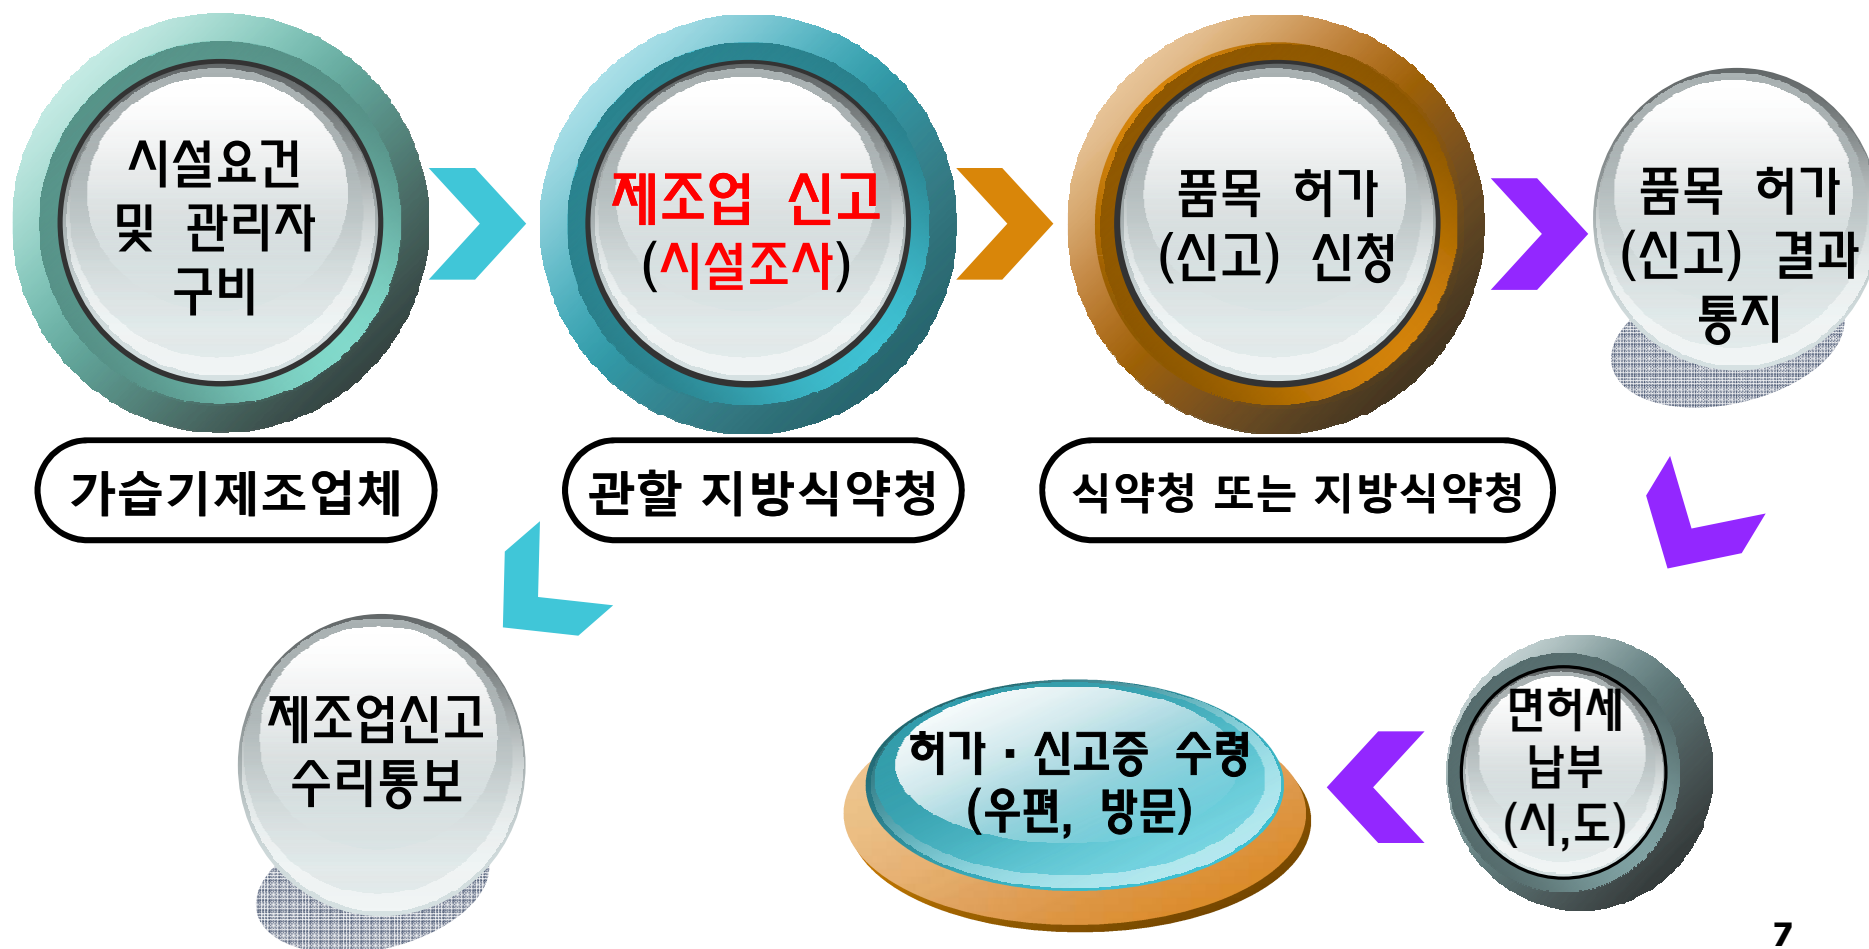 시설요건
및 관리자
구비
제조업 신고
(시설조사)
품목 허가
(신고) 신청
품목 허가
(신고) 결과
통지
가습기제조업체
관할 지방식약청
식약청 또는 지방식약청
제조업신고
수리통보
허가 · 신고증 수령
(우편, 방문)
면허세
납부
(시,도)
7